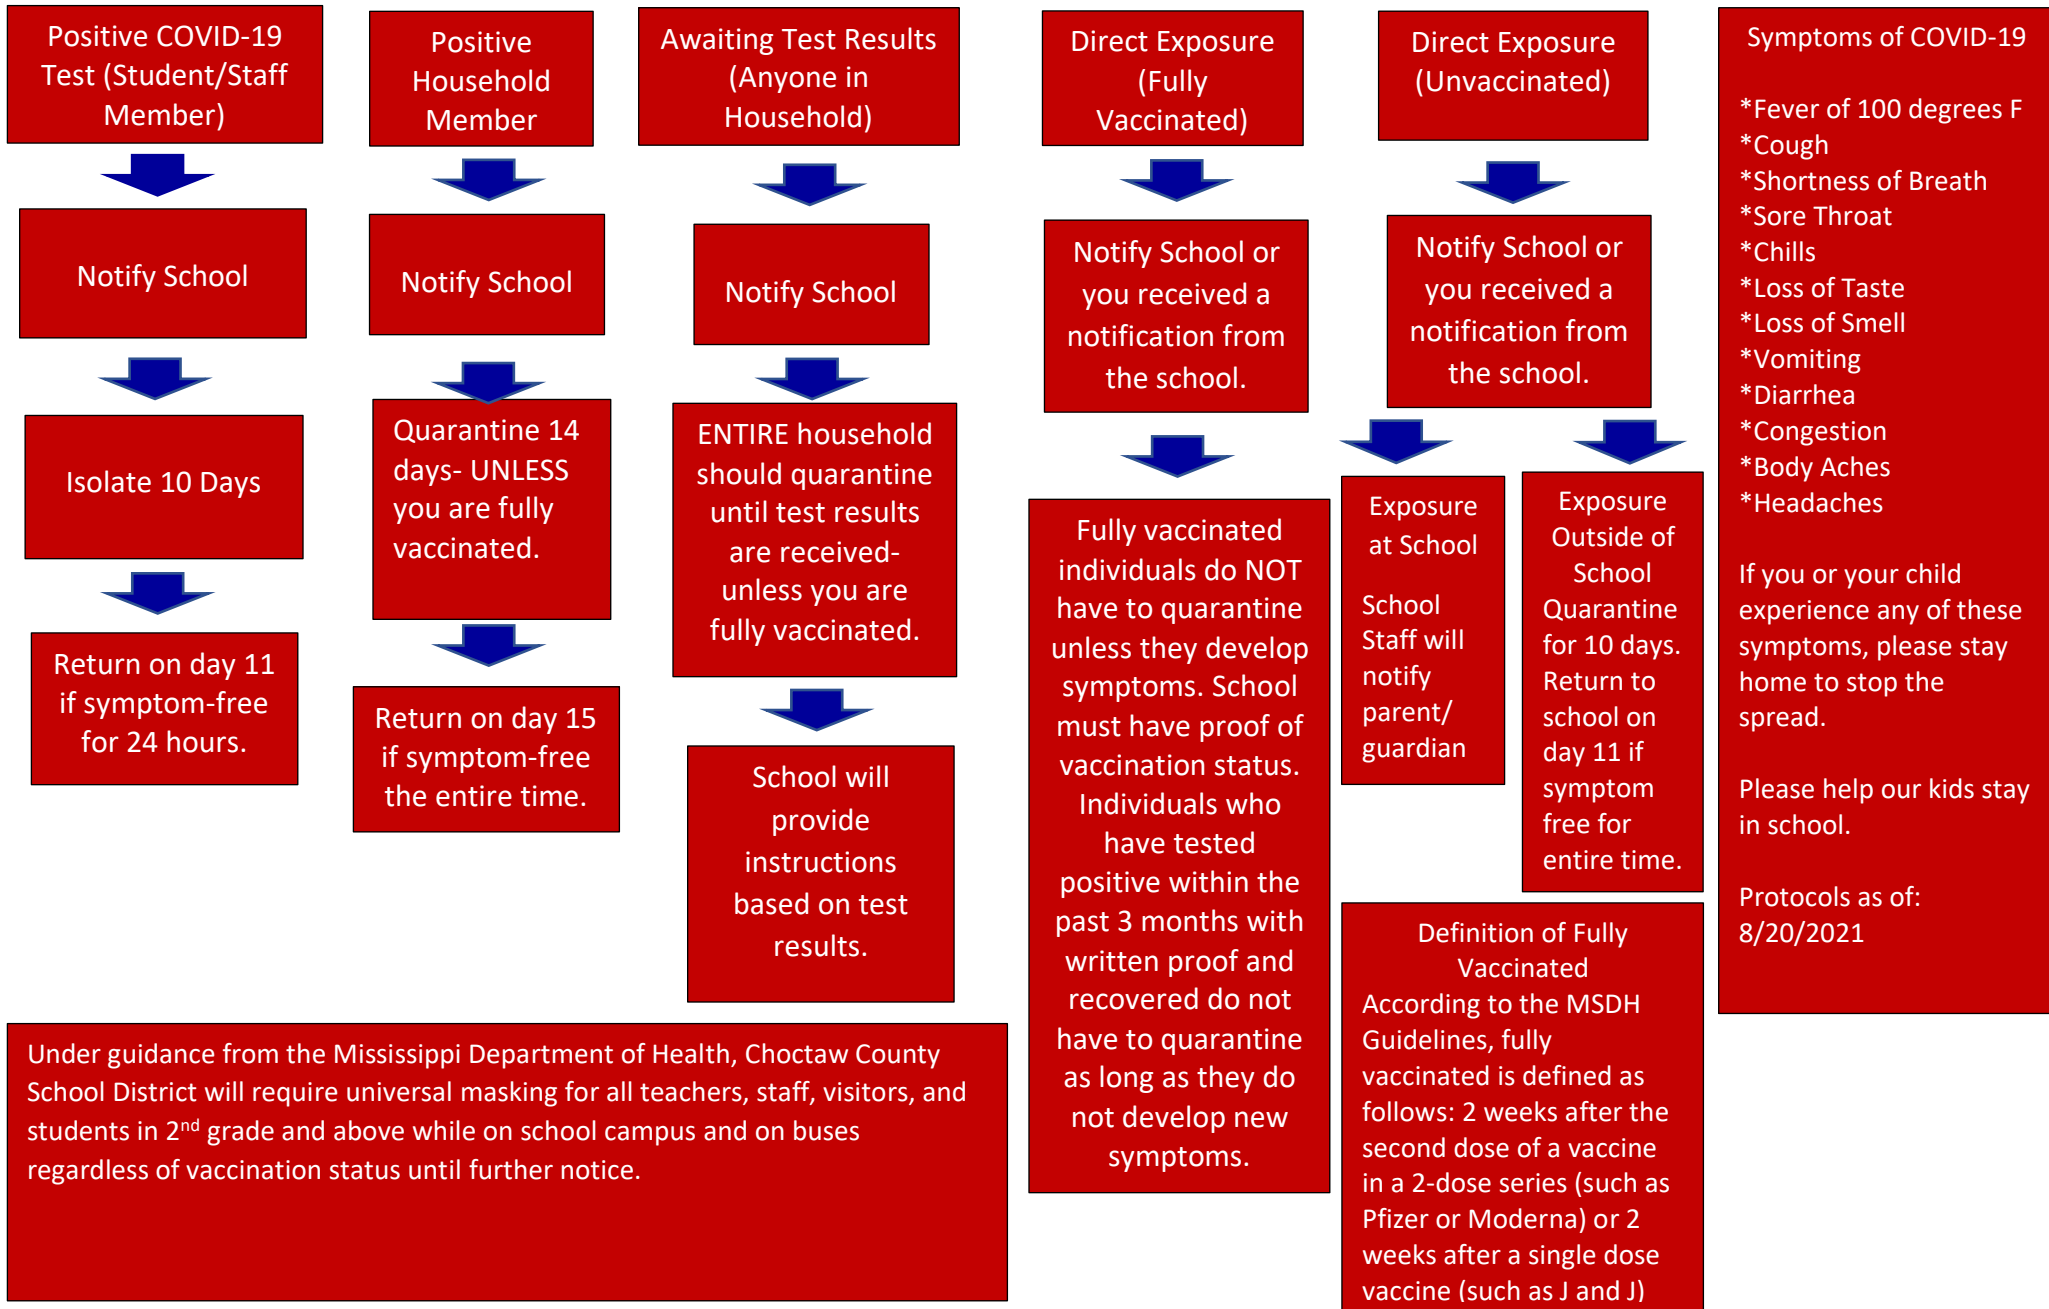 Positive COVID-19
Test (Student/Staff
Member)
Notify School
Isolate 10 Days
Return on day 11
if symptom-free
for 24 hours.
Positive
Household
Member
Notify School
Quarantine 14
days- UNLESS
you are fully
vaccinated.
Return on day 15
if symptom-free
the entire time.
Awaiting Test Results
(Anyone in
Household)
Notify School
ENTIRE household
should quarantine
until test results
are received-
unless you are
fully vaccinated.
School will
provide
instructions
based on test
results.
Direct Exposure
(Fully
Vaccinated)
Notify School or
you received a
notification from
the school.
Fully vaccinated
individuals do NOT
have to quarantine
unless they develop
symptoms. School
must have proof of
vaccination status.
Individuals who
have tested
positive within the
past 3 months with
written proof and
recovered do not
have to quarantine
as long as they do
not develop new
symptoms.
Direct Exposure
(Unvaccinated)
Notify School or
you received a
notification from
the school.
Exposure
at School
School
Staff will
notify
parent/
guardian
Exposure
Outside of
School
Quarantine
for 10 days.
Return to
school on
day 11 if
symptom
free for
entire time.
Definition of Fully
Vaccinated
According to the MSDH
Guidelines, fully
vaccinated is defined as
follows: 2 weeks after the
second dose of a vaccine
in a 2-dose series (such as
Pfizer or Moderna) or 2
weeks after a single dose
vaccine (such as J and J)
Symptoms of COVID-19
*Fever of 100 degrees F
*Cough
*Shortness of Breath
*Sore Throat
*Chills
*Loss of Taste
*Loss of Smell
*Vomiting
*Diarrhea
*Congestion
*Body Aches
*Headaches
If you or your child
experience any of these
symptoms, please stay
home to stop the
spread.
Please help our kids stay
in school.
Protocols as of:
8/20/2021
Under guidance from the Mississippi Department of Health, Choctaw County
School District will require universal masking for all teachers, staff, visitors, and
students in 2nd grade and above while on school campus and on buses
regardless of vaccination status until further notice.